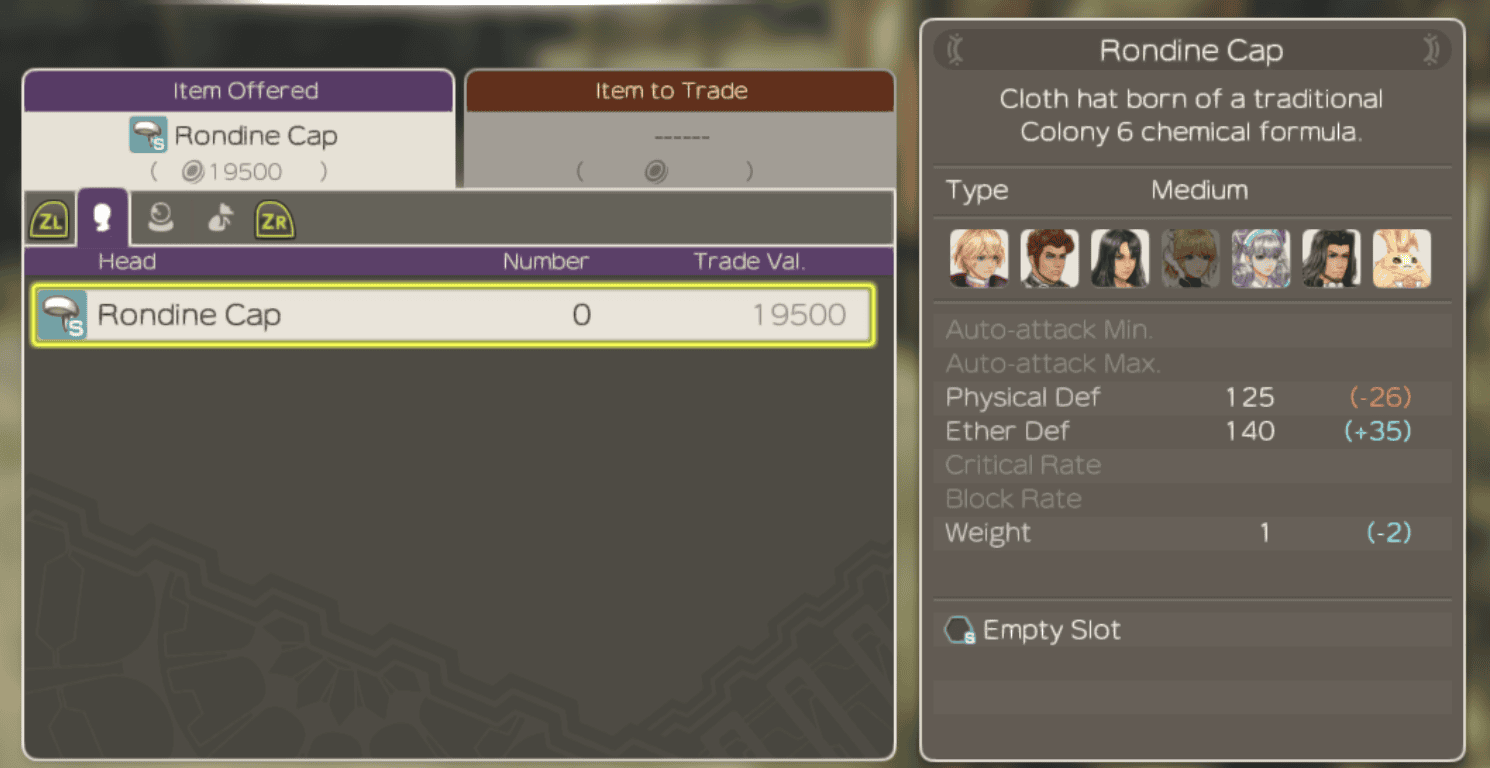 Item Offered
Rondine Cap
( 19500 )
Item to Trade
------
( )
ZL
ZR
Head Number Trade Val.
Rondine Cap 0 19500
Rondine Cap
Cloth hat born of a traditional
Colony 6 chemical formula.
Type Medium
Auto-attack Min.
Auto-attack Max.
Physical Def 125 (-26)
Ether Def 140 (+35)
Critical Rate
Block Rate
Weight 1 (-2)
S Empty Slot